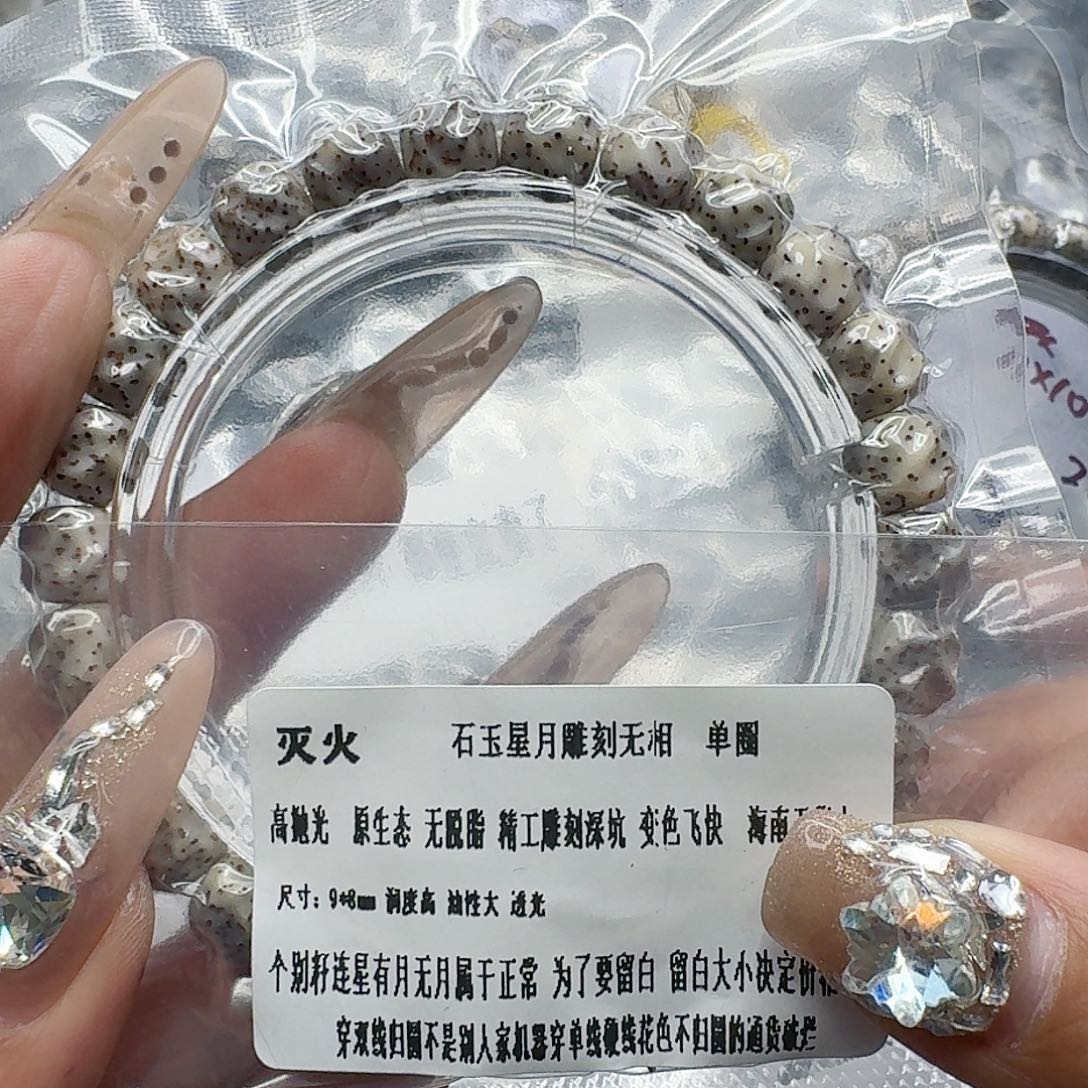 灭火 石玉星月雕刻无相 单圈
高抛光 原生态 无脱脂 精工雕刻深坑 变色飞快 海南
尺寸：9*8mm 润度高 油性大 透光
个别籽连星有月无月属于正常 为了要留白 留白大小决定价
穿双线归圆不是别人家机器穿单线硬线花色不归圆的通货破烂